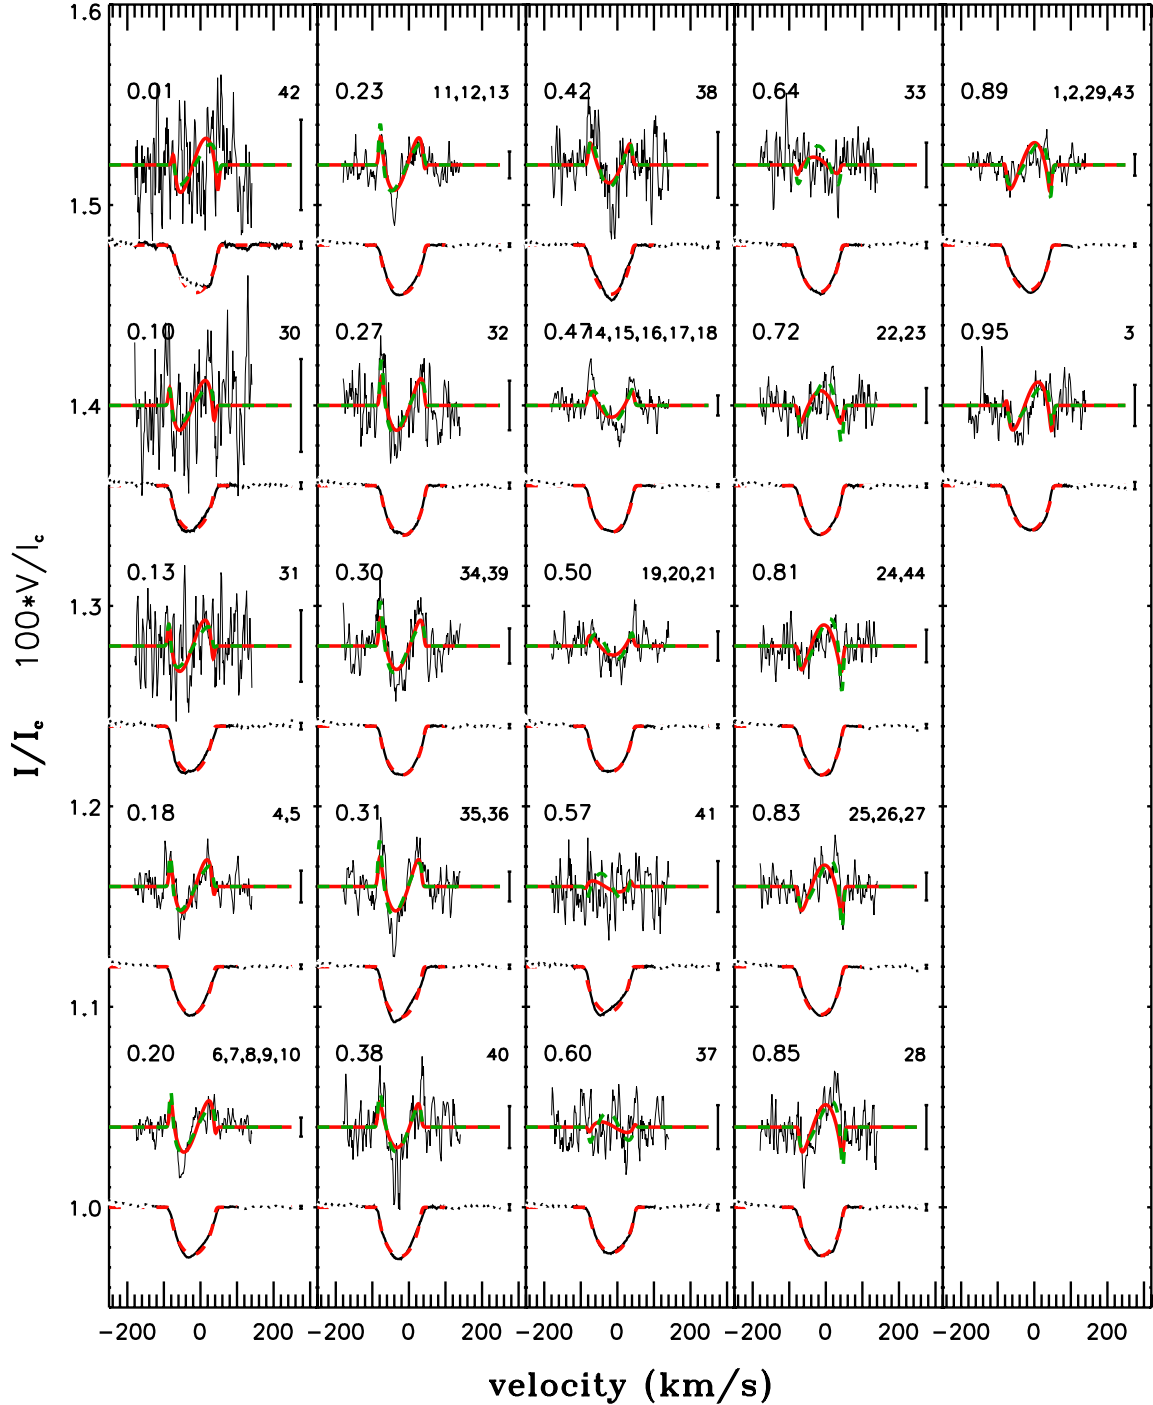 1.6
0.01 42 0.23 11,12,13 0.42 38 0.64 33 0.89 1,2,29,43
1.5
0.10 30 0.27 32 0.47 14,15,16,17,18 0.72 22,23 0.95 3
1.4
0.13 31 0.30 34,39 0.50 19,20,21 0.81 24,44
1.3
0.18 4,5 0.31 35,36 0.57 41 0.83 25,26,27
1.2
0.20 6,7,8,9,10 0.38 40 0.60 37 0.85 28
1.1
1.0
I/Ic 100*V/Ic
−200 0 200 −200 0 200 −200 0 200 −200 0 200 −200 0 200
velocity (km/s)